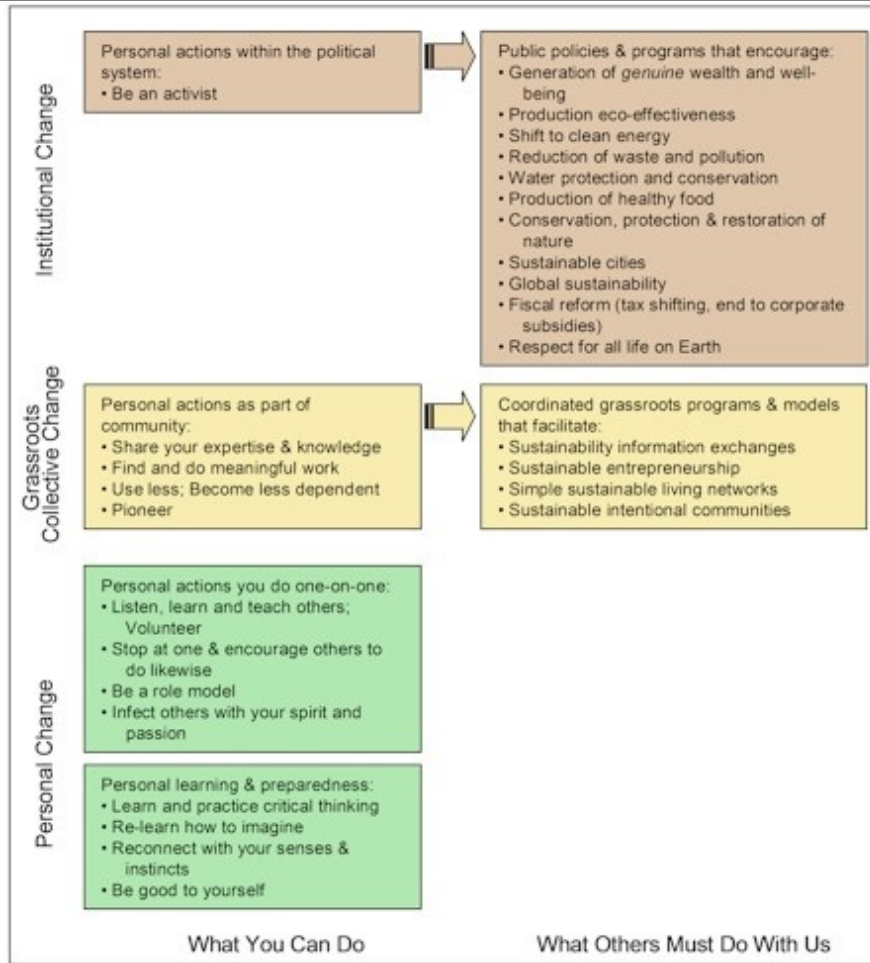 Institutional Change
Personal actions within the political
system:
• Be an activist
Public policies & programs that encourage:
• Generation of genuine wealth and well-
being
• Production eco-effectiveness
• Shift to clean energy
• Reduction of waste and pollution
• Water protection and conservation
• Production of healthy food
• Conservation, protection & restoration of
nature
• Sustainable cities
• Global sustainability
• Fiscal reform (tax shifting, end to corporate
subsidies)
• Respect for all life on Earth
Grassroots
Collective Change
Personal actions as part of
community:
• Share your expertise & knowledge
• Find and do meaningful work
• Use less; Become less dependent
• Pioneer
Coordinated grassroots programs & models
that facilitate:
• Sustainability information exchanges
• Sustainable entrepreneurship
• Simple sustainable living networks
• Sustainable intentional communities
Personal Change
Personal actions you do one-on-one:
• Listen, learn and teach others;
Volunteer
• Stop at one & encourage others to
do likewise
• Be a role model
• Infect others with your spirit and
passion
Personal learning & preparedness:
• Learn and practice critical thinking
• Re-learn how to imagine
• Reconnect with your senses &
instincts
• Be good to yourself
What You Can Do
What Others Must Do With Us